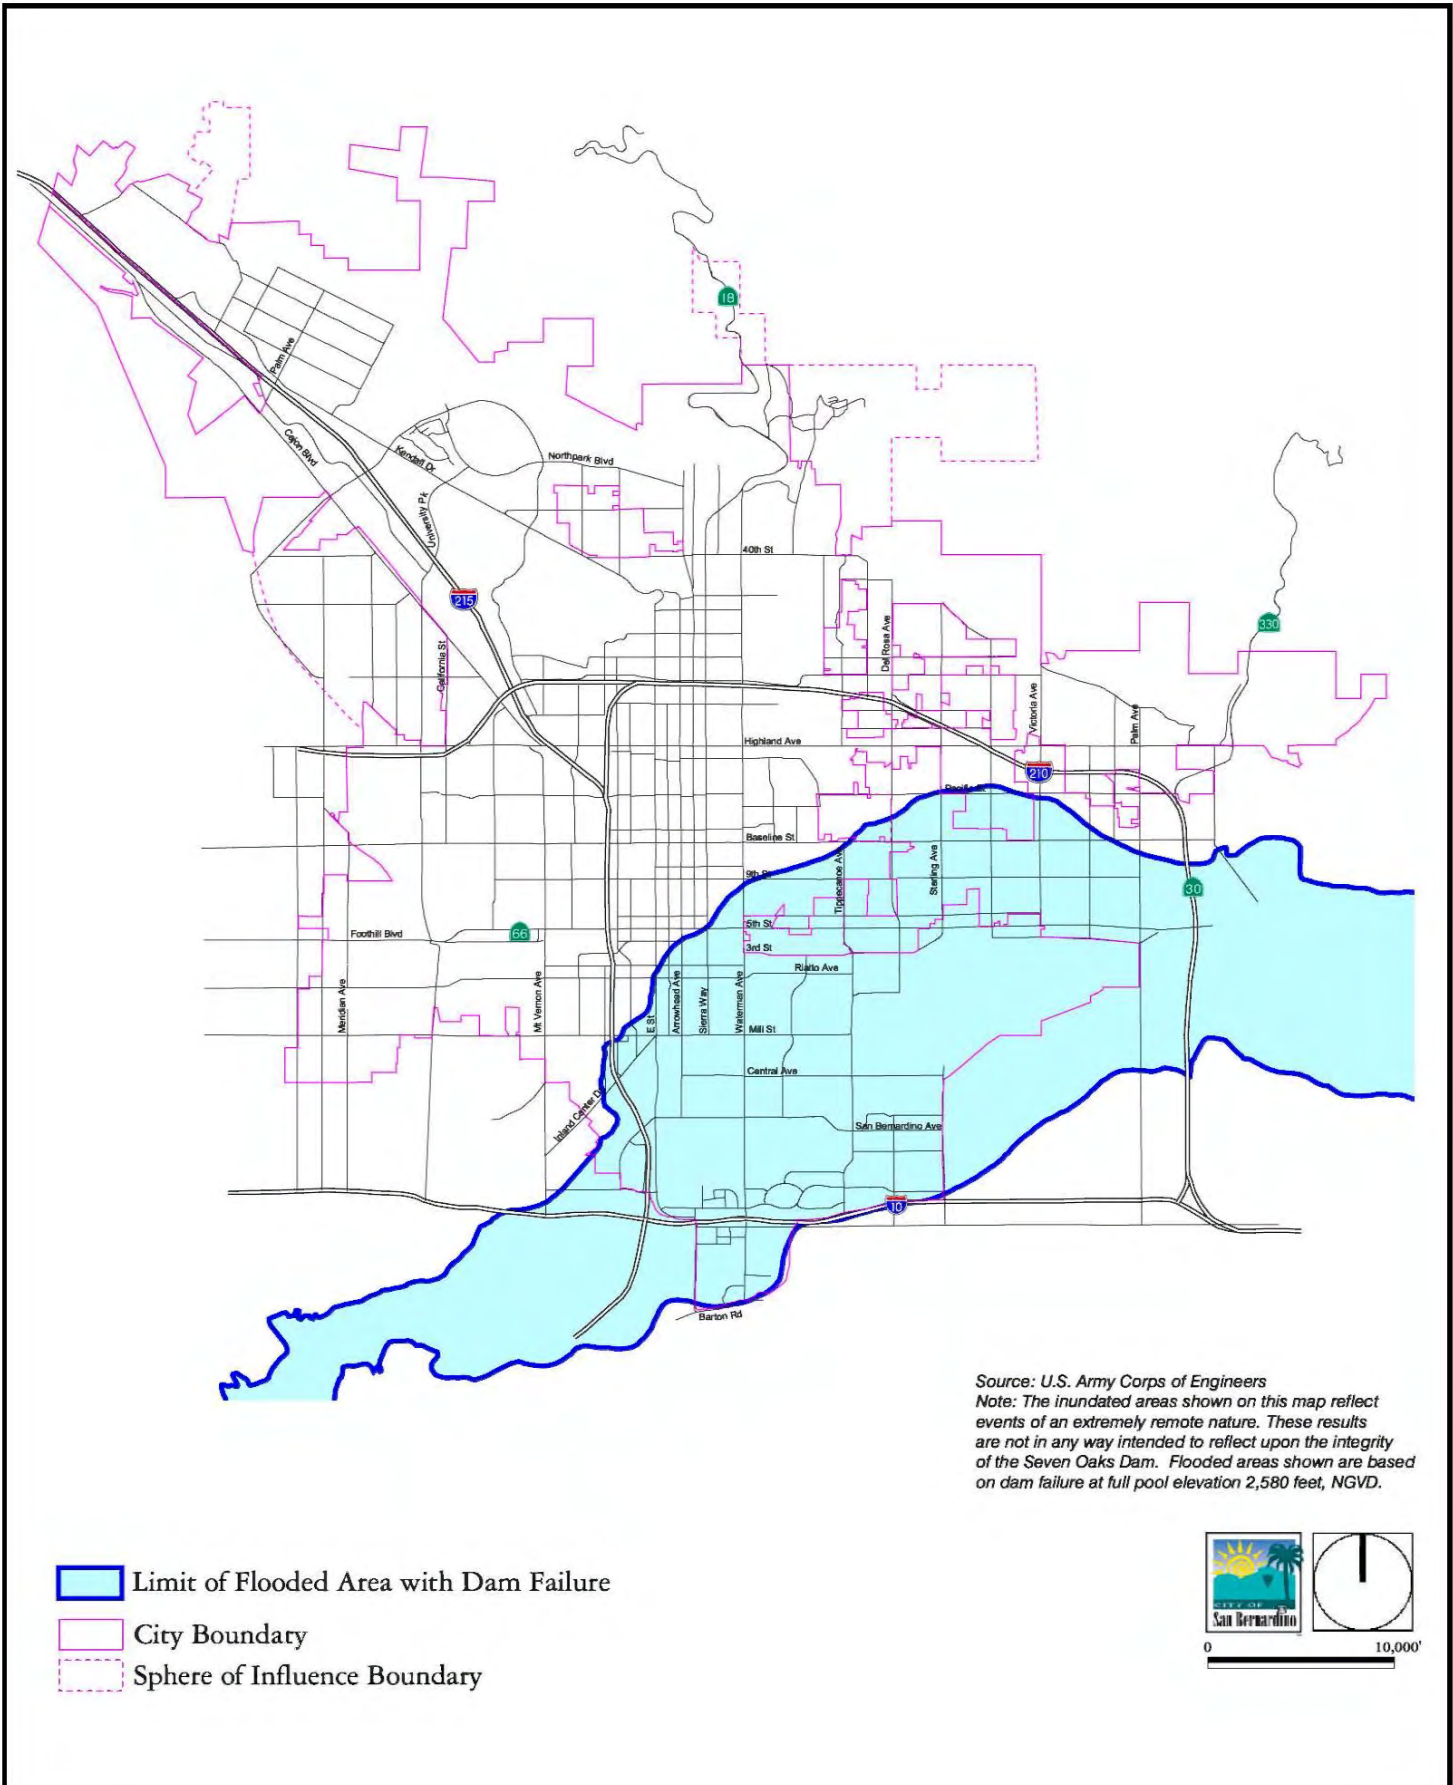 18
Palm Ave
Cajon Blvd
Kendall Dr
Northpark Blvd
University Pk
40th St
215
330
Del Rosa Ave
California St
Victoria Ave
Palm Ave
Highland Ave
210
Pacific St
Baseline St
Tippecanoe Ave
Sterling Ave
9th St
30
5th St
66
Foothill Blvd
3rd St
Rialto Ave
Meridian Ave
Mt Vernon Ave
E St
Arrowhead Ave
Sierra Way
Waterman Ave
Mill St
Central Ave
Inland Center Dr
San Bernardino Ave
10
Barton Rd
Source: U.S. Army Corps of Engineers
Note: The inundated areas shown on this map reflect
events of an extremely remote nature. These results
are not in any way intended to reflect upon the integrity
of the Seven Oaks Dam. Flooded areas shown are based
on dam failure at full pool elevation 2,580 feet, NGVD.
Limit of Flooded Area with Dam Failure
City Boundary
Sphere of Influence Boundary
CITY OF
San Bernardino
0 10,000'